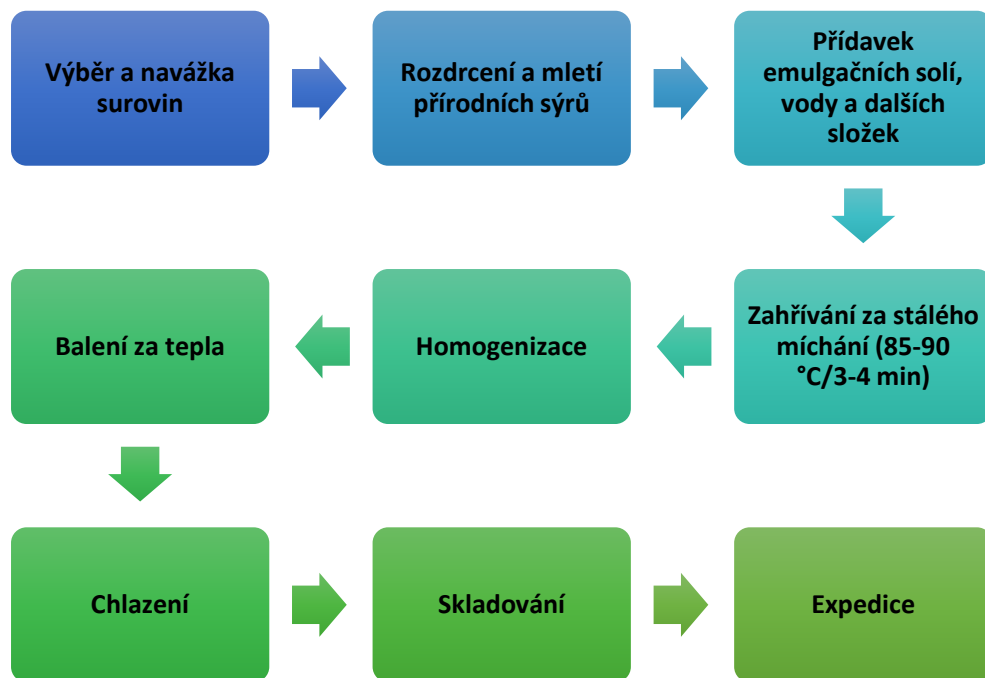 Výběr a navážka
surovin
Rozdrcení a mletí
přírodních sýrů
Přídavek
emulgačních solí,
vody a dalších
složek
Zahřívání za stálého
míchání (85-90
°C/3-4 min)
Homogenizace
Balení za tepla
Chlazení
Skladování
Expedice